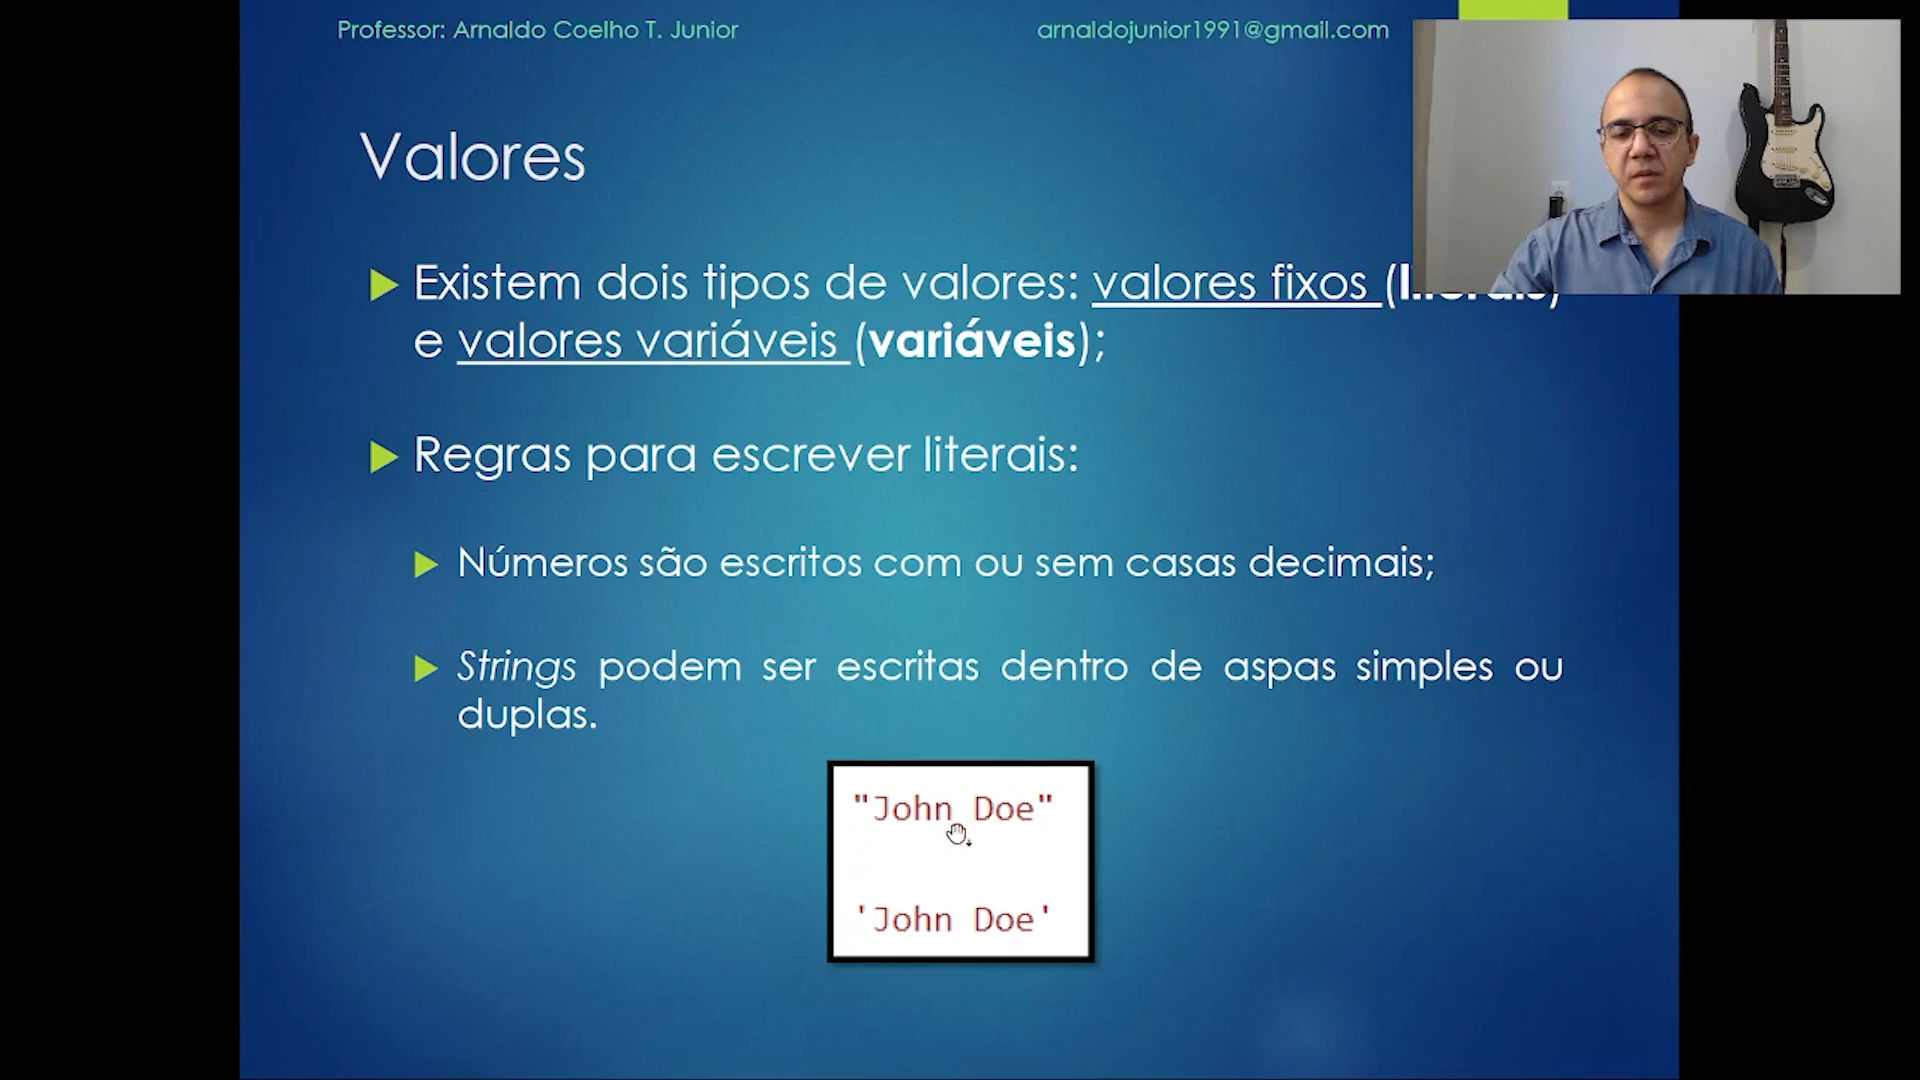 Professor: Arnaldo Coelho T. Junior
arnaldojunior1991@gmail.com
Valores
Existem dois tipos de valores: valores fixos (literais)
e valores variáveis (variáveis);
Regras para escrever literais:
Números são escritos com ou sem casas decimais;
Strings podem ser escritas dentro de aspas simples ou
duplas.
"John Doe"
'John Doe'